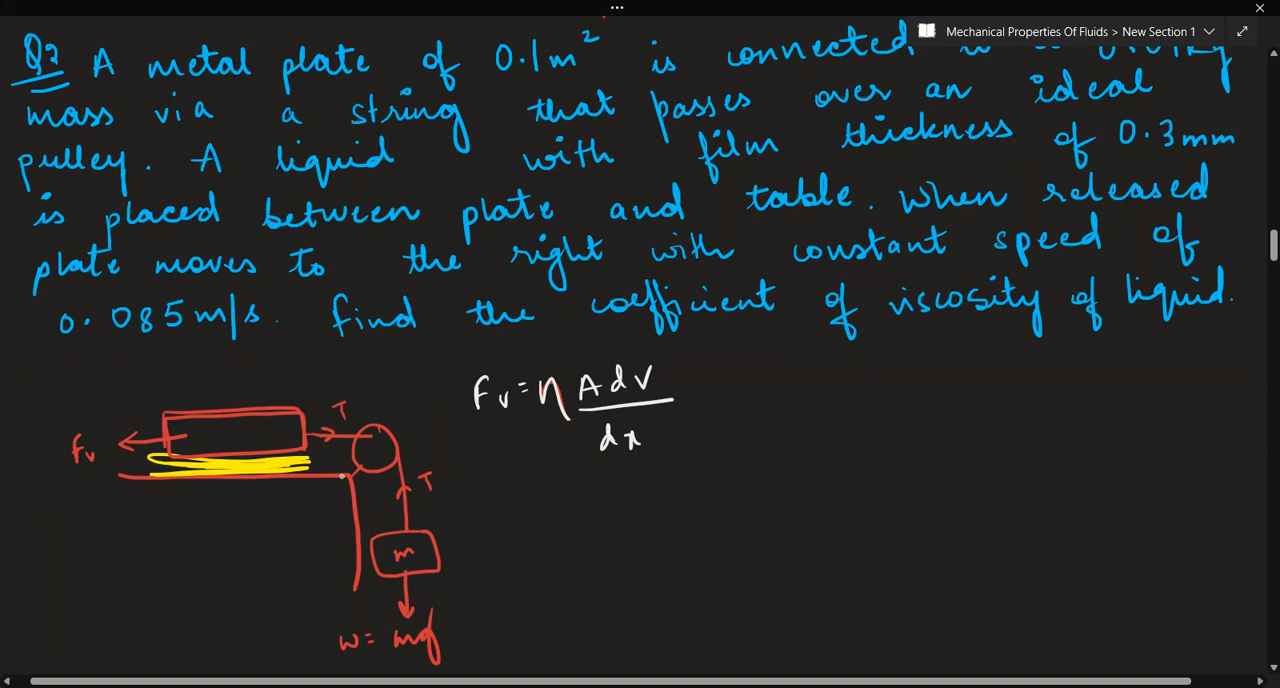 Mechanical Properties Of Fluids > New Section 1
Q2 A metal plate of 0.1m² is connected
mass via a string that passes over an ideal
pulley. A liquid with film thickness of 0.3mm
is placed between plate and table. When released
plate moves to the right with constant speed of
0.085m/s. find the coefficient of viscosity of liquid.
Fv = η A dv
dx
T
fv
T
m
W = mg